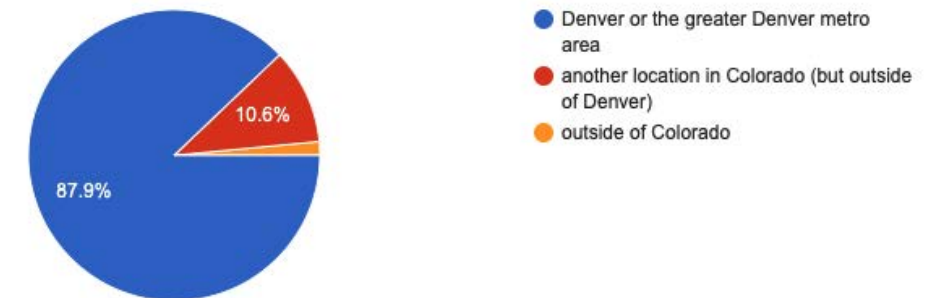 Denver or the greater Denver metro
area
another location in Colorado (but outside
of Denver)
outside of Colorado
10.6%
87.9%